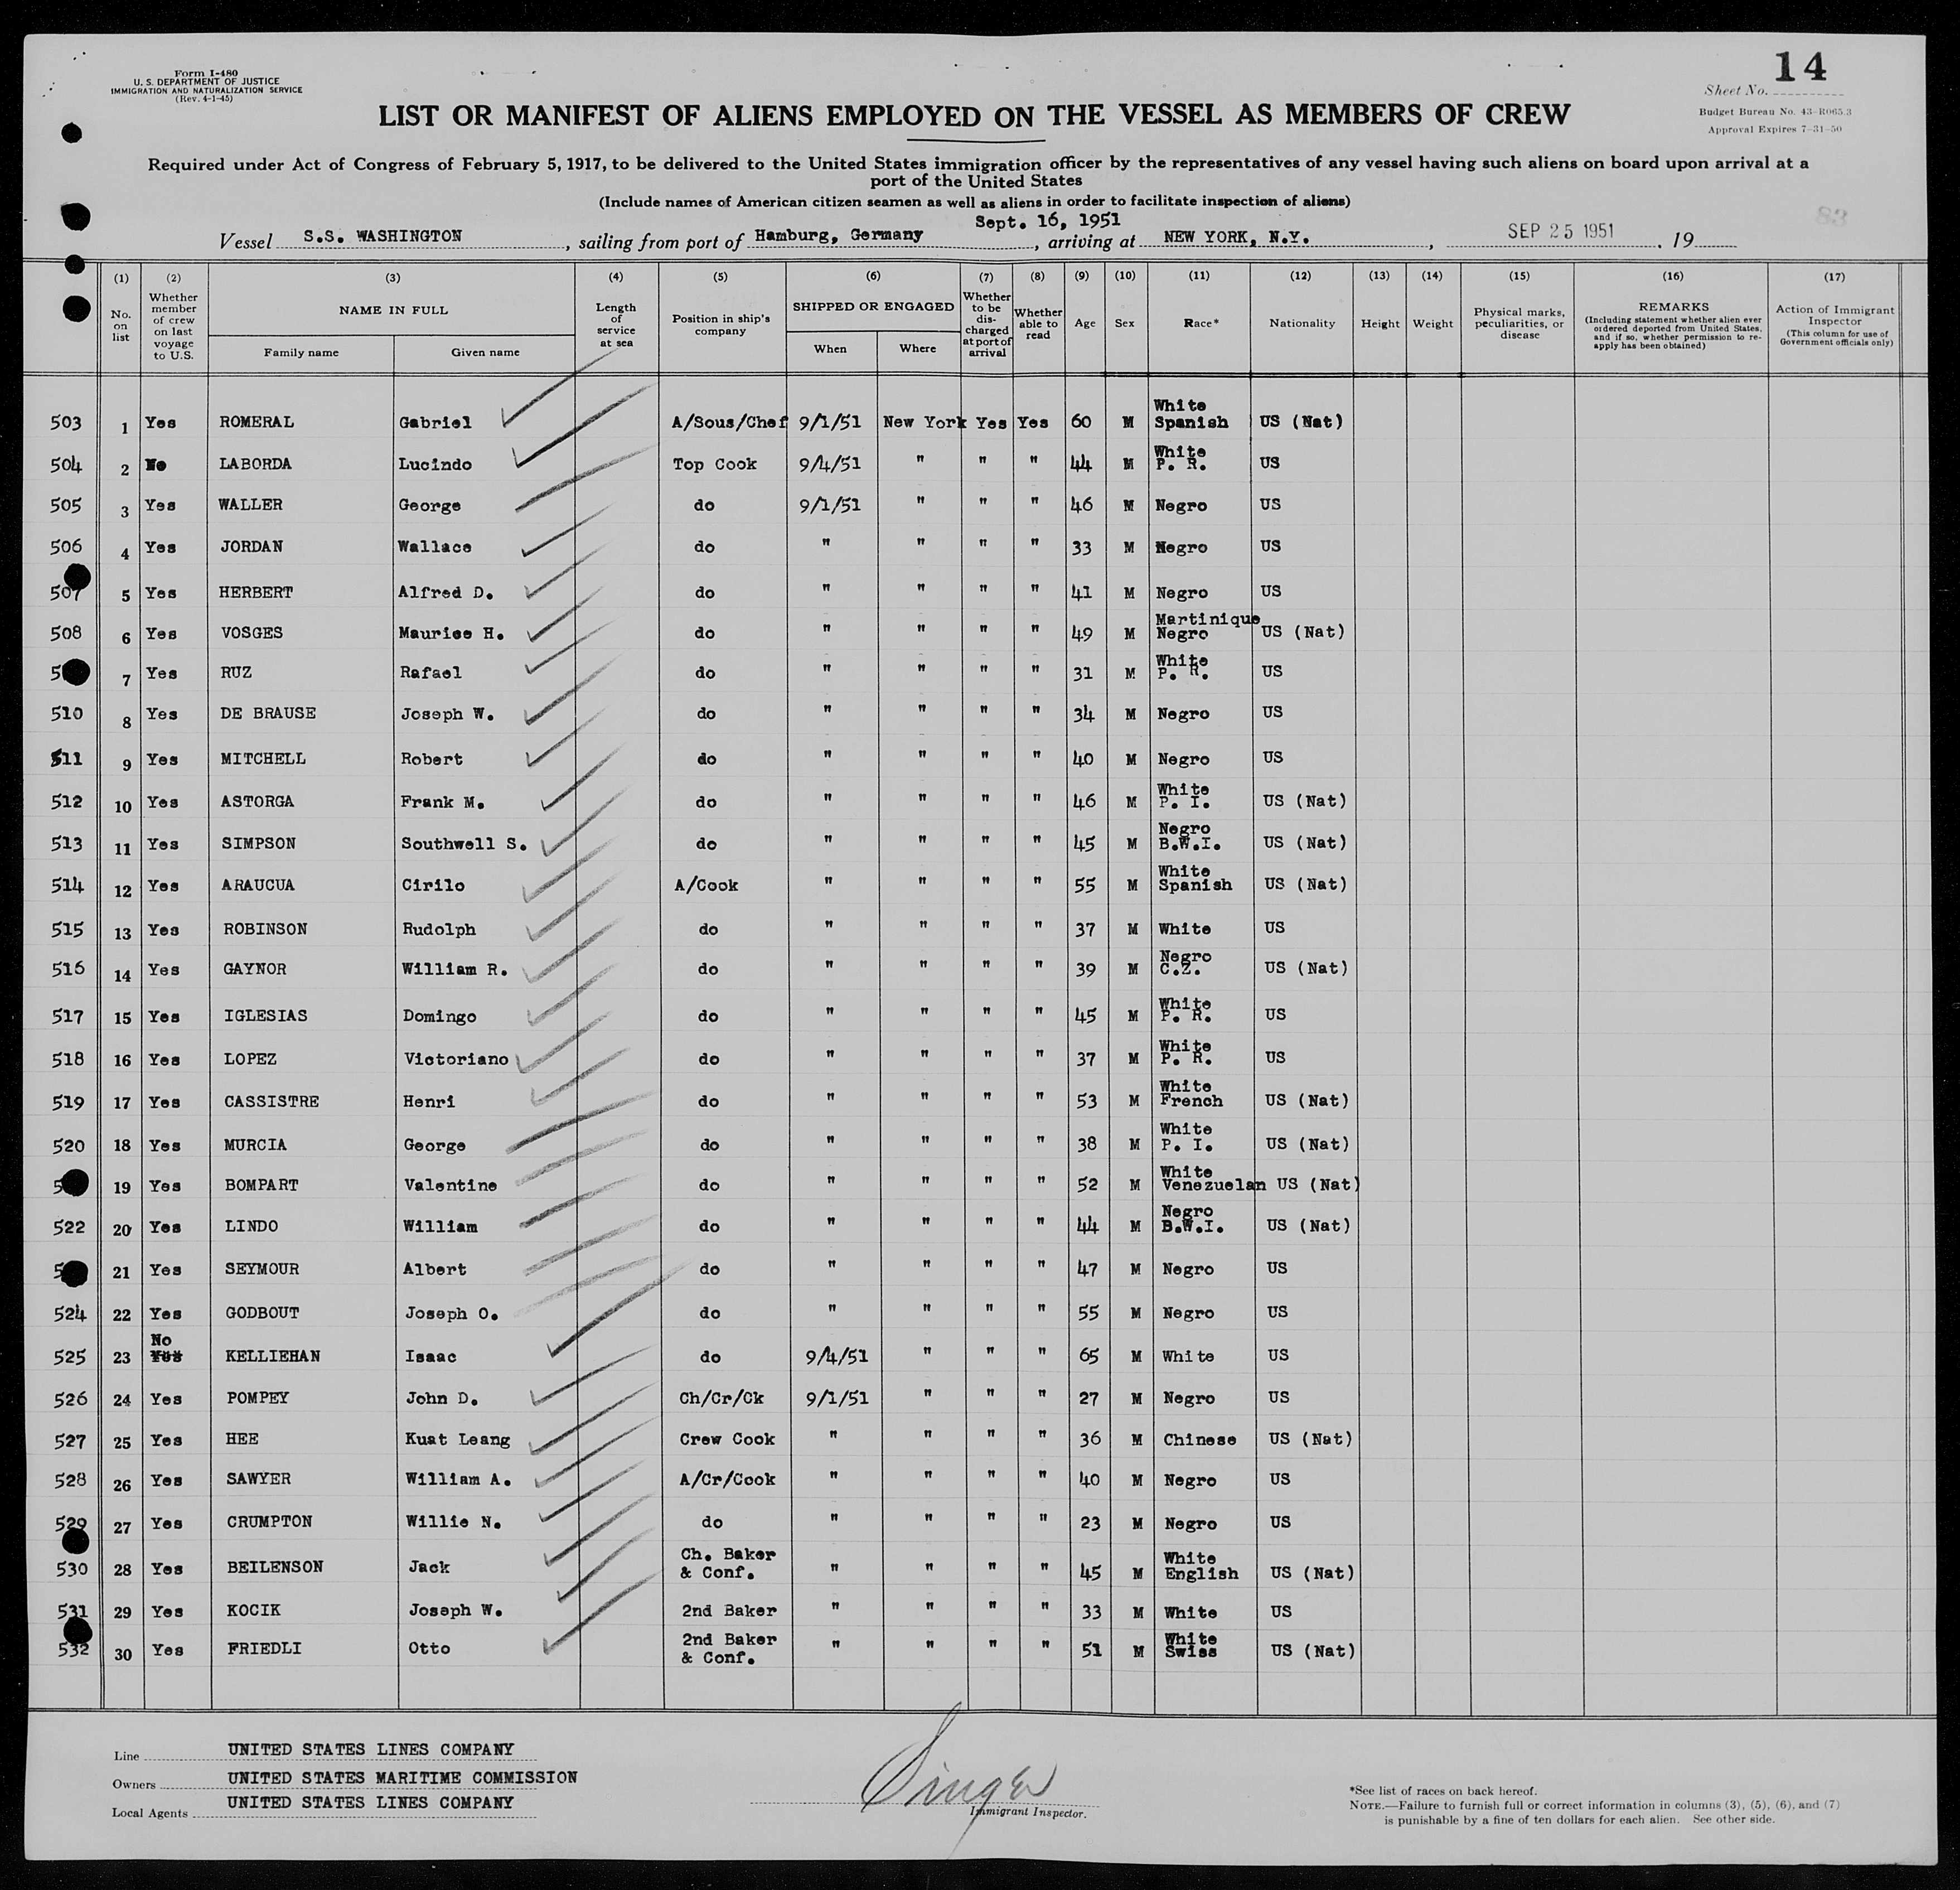 Form I-480
U. S. DEPARTMENT OF JUSTICE
IMMIGRATION AND NATURALIZATION SERVICE
(Rev. 4-1-45)
14
Sheet No.
Budget Bureau No. 43-R065.3
Approval Expires 7-31-50
LIST OR MANIFEST OF ALIENS EMPLOYED ON THE VESSEL AS MEMBERS OF CREW
Required under Act of Congress of February 5, 1917, to be delivered to the United States immigration officer by the representatives of any vessel having such aliens on board upon arrival at a
port of the United States
(Include names of American citizen seamen as well as aliens in order to facilitate inspection of aliens)
83
Sept. 16, 1951
Vessel S.S. WASHINGTON, sailing from port of Hamburg, Germany, arriving at NEW YORK, N.Y., SEP 25 1951, 19
(1) No. on list
(2) Whether member of crew on last voyage to U.S.
(3) NAME IN FULL Family name Given name
(4) Length of service at sea
(5) Position in ship's company
(6) SHIPPED OR ENGAGED When Where
(7) Whether to be discharged at port of arrival
(8) Whether able to read
(9) Age
(10) Sex
(11) Race*
(12) Nationality
(13) Height
(14) Weight
(15) Physical marks, peculiarities, or disease
(16) REMARKS (Including statement whether alien ever ordered deported from United States, and if so, whether permission to re-apply has been obtained)
(17) Action of Immigrant Inspector (This column for use of Government officials only)
503 1 Yes ROMERAL Gabriel A/Sous/Chef 9/1/51 New York Yes Yes 60 M White Spanish US (Nat)
504 2 No LABORDA Lucindo Top Cook 9/4/51 " " " 44 M White P. R. US
505 3 Yes WALLER George do 9/1/51 " " " 46 M Negro US
506 4 Yes JORDAN Wallace do " " " " 33 M Negro US
507 5 Yes HERBERT Alfred D. do " " " " 41 M Negro US
508 6 Yes VOSGES Maurice H. do " " " " 49 M Martinique Negro US (Nat)
5 7 Yes RUZ Rafael do " " " " 31 M White P. R. US
510 8 Yes DE BRAUSE Joseph W. do " " " " 34 M Negro US
511 9 Yes MITCHELL Robert do " " " " 40 M Negro US
512 10 Yes ASTORGA Frank M. do " " " " 46 M White P. I. US (Nat)
513 11 Yes SIMPSON Southwell S. do " " " " 45 M Negro B.W.I. US (Nat)
514 12 Yes ARAUCUA Cirilo A/Cook " " " " 55 M White Spanish US (Nat)
515 13 Yes ROBINSON Rudolph do " " " " 37 M White US
516 14 Yes GAYNOR William R. do " " " " 39 M Negro C.Z. US (Nat)
517 15 Yes IGLESIAS Domingo do " " " " 45 M White P. R. US
518 16 Yes LOPEZ Victoriano do " " " " 37 M White P. R. US
519 17 Yes CASSISTRE Henri do " " " " 53 M White French US (Nat)
520 18 Yes MURCIA George do " " " " 38 M White P. I. US (Nat)
5 19 Yes BOMPART Valentine do " " " " 52 M White Venezuelan US (Nat)
522 20 Yes LINDO William do " " " " 44 M Negro B.W.I. US (Nat)
5 21 Yes SEYMOUR Albert do " " " " 47 M Negro US
524 22 Yes GODBOUT Joseph O. do " " " " 55 M Negro US
525 23 No KELLIEHAN Isaac do 9/4/51 " " " 65 M White US
526 24 Yes POMPEY John D. Ch/Cr/Ck 9/1/51 " " " 27 M Negro US
527 25 Yes HEE Kuat Leang Crew Cook " " " " 36 M Chinese US (Nat)
528 26 Yes SAWYER William A. A/Cr/Cook " " " " 40 M Negro US
529 27 Yes CRUMPTON Willie N. do " " " " 23 M Negro US
530 28 Yes BEILENSON Jack Ch. Baker & Conf. " " " " 45 M White English US (Nat)
531 29 Yes KOCIK Joseph W. 2nd Baker " " " " 33 M White US
532 30 Yes FRIEDLI Otto 2nd Baker & Conf. " " " " 51 M White Swiss US (Nat)
Line UNITED STATES LINES COMPANY
Owners UNITED STATES MARITIME COMMISSION
Local Agents UNITED STATES LINES COMPANY
Singer
Immigrant Inspector.
*See list of races on back hereof.
NOTE.—Failure to furnish full or correct information in columns (3), (5), (6), and (7)
is punishable by a fine of ten dollars for each alien. See other side.